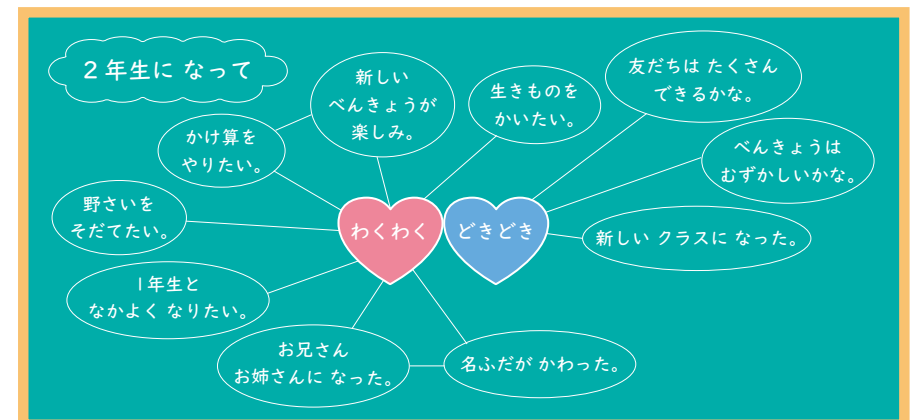 2年生に なって
新しい
べんきょうが
楽しみ。
生きものを
かいたい。
友だちは たくさん
できるかな。
かけ算を
やりたい。
べんきょうは
むずかしいかな。
野さいを
そだてたい。
わくわく
どきどき
新しい クラスに なった。
1年生と
なかよく なりたい。
お兄さん
お姉さんに なった。
名ふだが かわった。